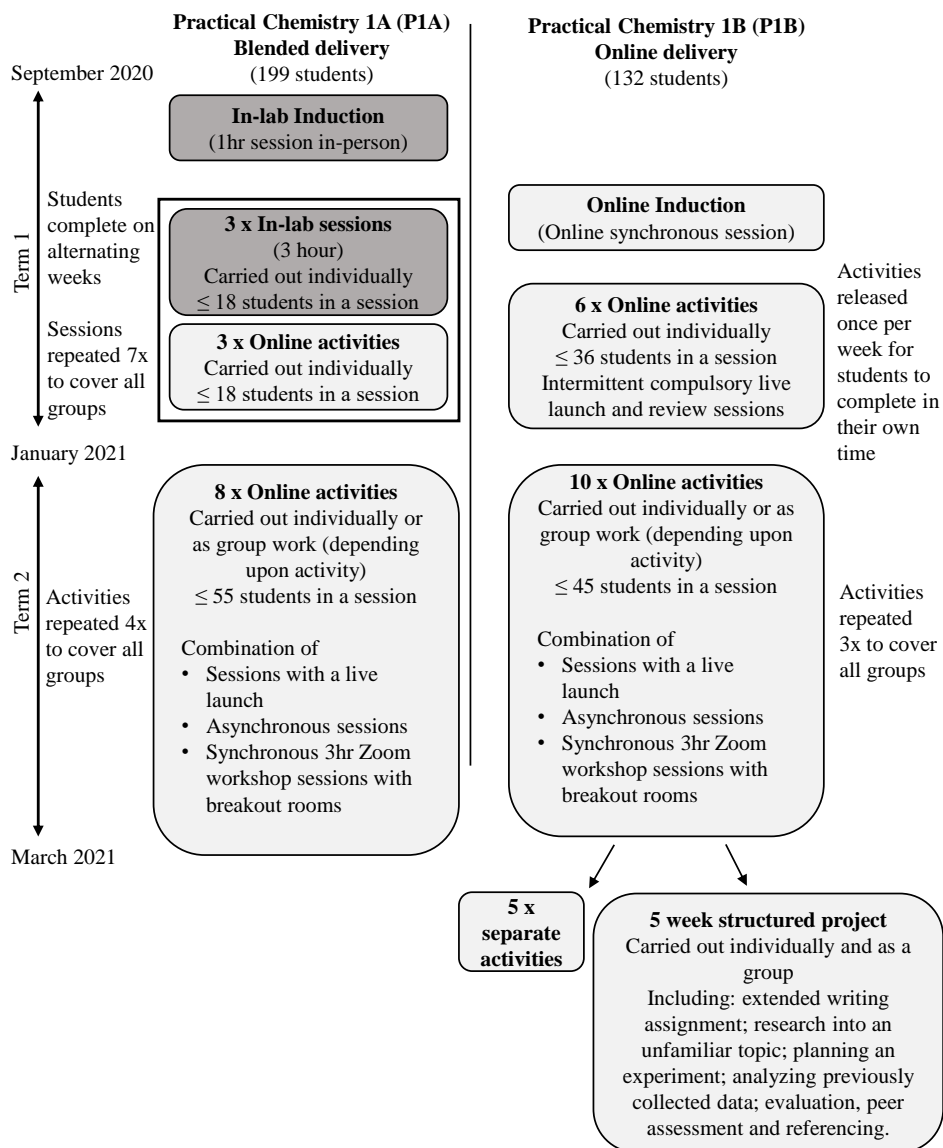 Practical Chemistry 1A (P1A)
Blended delivery
(199 students)
Practical Chemistry 1B (P1B)
Online delivery
(132 students)
September 2020
Term 1
Students
complete on
alternating
weeks
Sessions
repeated 7x
to cover all
groups
In-lab Induction
(1hr session in-person)
3 x In-lab sessions
(3 hour)
Carried out individually
≤ 18 students in a session
3 x Online activities
Carried out individually
≤ 18 students in a session
Online Induction
(Online synchronous session)
6 x Online activities
Carried out individually
≤ 36 students in a session
Intermittent compulsory live
launch and review sessions
Activities
released
once per
week for
students to
complete in
their own
time
January 2021
Term 2
Activities
repeated 4x
to cover all
groups
8 x Online activities
Carried out individually or
as group work (depending
upon activity)
≤ 55 students in a session
Combination of
• Sessions with a live
launch
• Asynchronous sessions
• Synchronous 3hr Zoom
workshop sessions with
breakout rooms
10 x Online activities
Carried out individually or as
group work (depending upon
activity)
≤ 45 students in a session
Combination of
• Sessions with a live
launch
• Asynchronous sessions
• Synchronous 3hr Zoom
workshop sessions with
breakout rooms
Activities
repeated
3x to cover
all groups
March 2021
5 x
separate
activities
5 week structured project
Carried out individually and as a
group
Including: extended writing
assignment; research into an
unfamiliar topic; planning an
experiment; analyzing previously
collected data; evaluation, peer
assessment and referencing.